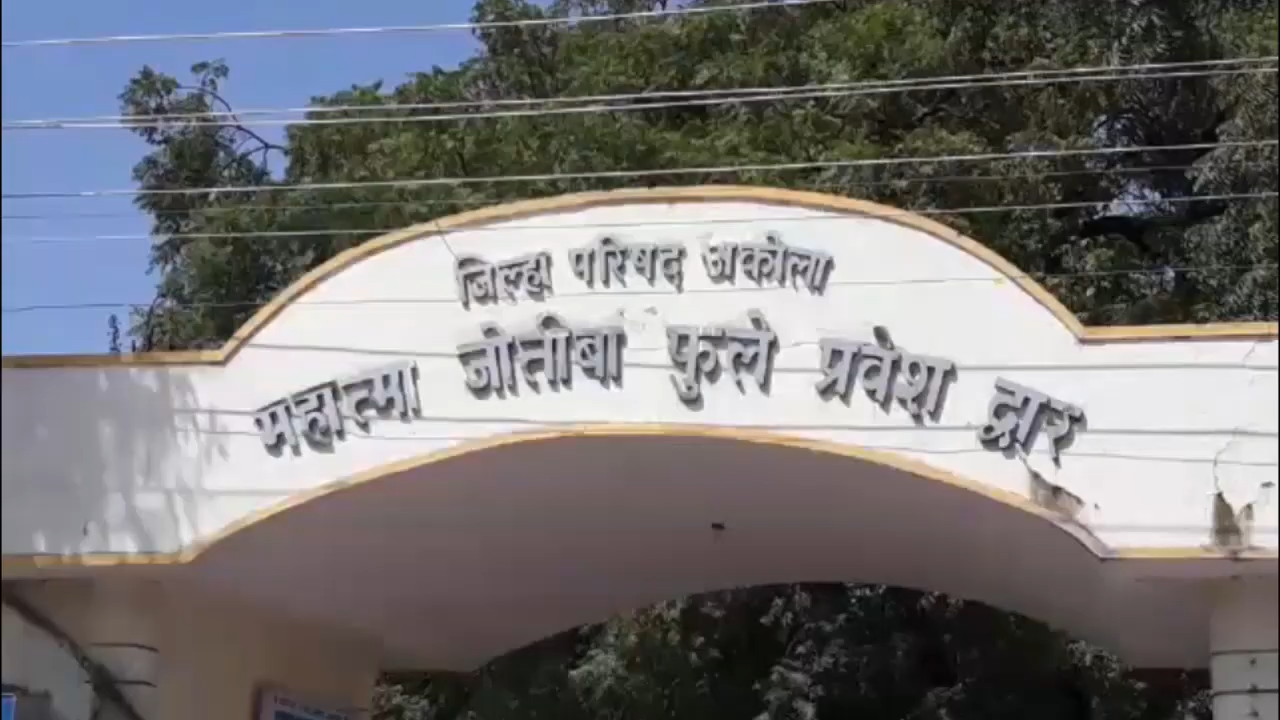 जिल्हा परिषद अकोला
महात्मा जोतीबा फुले प्रवेश द्वार